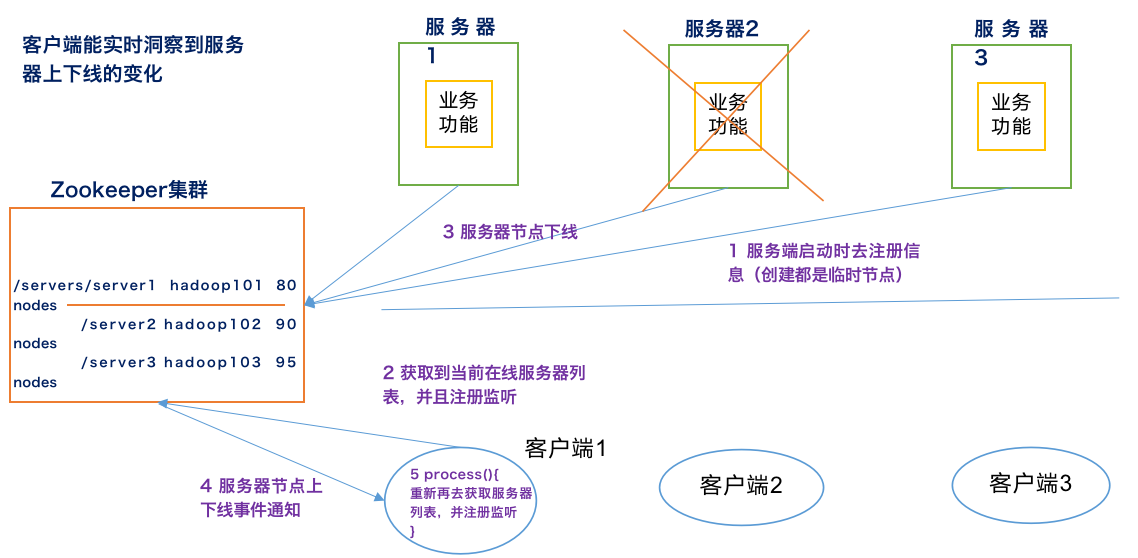 客户端能实时洞察到服务
器上下线的变化
服 务 器
1
业务
功能
服务器2
业务
功能
服 务 器
3
业务
功能
Zookeeper集群
/servers/server1 hadoop101 80
nodes
/server2 hadoop102 90
nodes
/server3 hadoop103 95
nodes
3 服务器节点下线
1 服务端启动时去注册信
息（创建都是临时节点）
2 获取到当前在线服务器列
表，并且注册监听
4 服务器节点上
下线事件通知
客户端1
5 process(){
重新再去获取服务器
列表，并注册监听
}
客户端2
客户端3